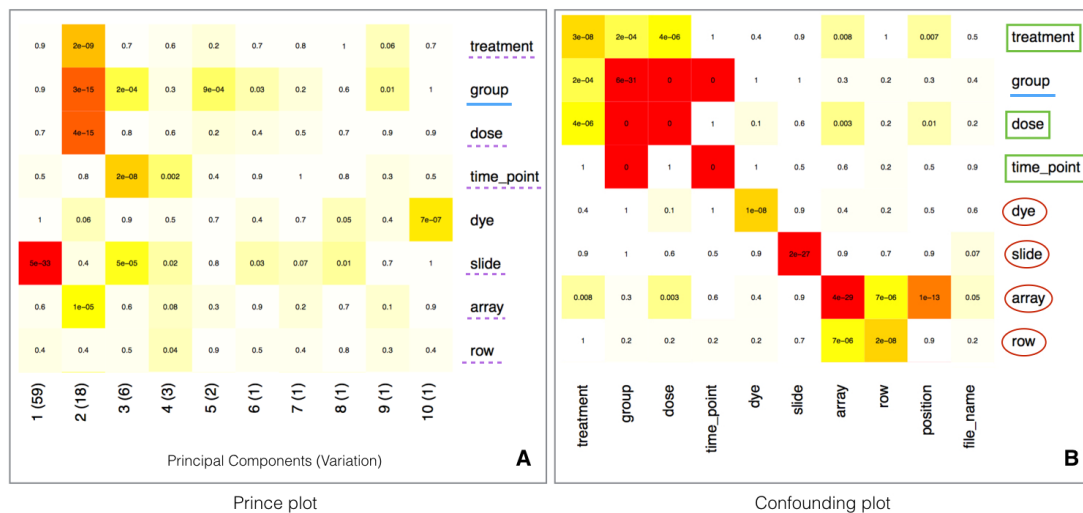 0.9 2e-09 0.7 0.6 0.2 0.7 0.8 1 0.06 0.7 treatment
0.9 3e-15 2e-04 0.3 9e-04 0.03 0.2 0.6 0.01 1 group
0.7 4e-15 0.8 0.6 0.2 0.4 0.5 0.7 0.9 0.9 dose
0.5 0.8 2e-08 0.002 0.4 0.9 1 0.8 0.3 0.5 time_point
1 0.06 0.9 0.5 0.7 0.4 0.7 0.05 0.4 7e-07 dye
5e-33 0.4 5e-05 0.02 0.8 0.03 0.07 0.01 0.7 1 slide
0.6 1e-05 0.6 0.08 0.3 0.9 0.2 0.7 0.1 0.9 array
0.4 0.4 0.5 0.04 0.9 0.5 0.4 0.8 0.3 0.4 row
1 (59) 2 (18) 3 (6) 4 (3) 5 (2) 6 (1) 7 (1) 8 (1) 9 (1) 10 (1)
Principal Components (Variation)
A
Prince plot
3e-08 2e-04 4e-06 1 0.4 0.9 0.008 1 0.007 0.5 treatment
2e-04 6e-31 0 0 1 1 0.3 0.2 0.3 0.4 group
4e-06 0 0 1 0.1 0.6 0.003 0.2 0.01 0.2 dose
1 0 1 0 1 0.5 0.6 0.2 0.5 0.9 time_point
0.4 1 0.1 1 1e-08 0.9 0.4 0.2 0.5 0.6 dye
0.9 1 0.6 0.5 0.9 2e-27 0.9 0.7 0.9 0.07 slide
0.008 0.3 0.003 0.6 0.4 0.9 4e-29 7e-06 1e-13 0.05 array
1 0.2 0.2 0.2 0.2 0.7 7e-06 2e-08 0.9 0.2 row
treatment group dose time_point dye slide array row position file_name
B
Confounding plot